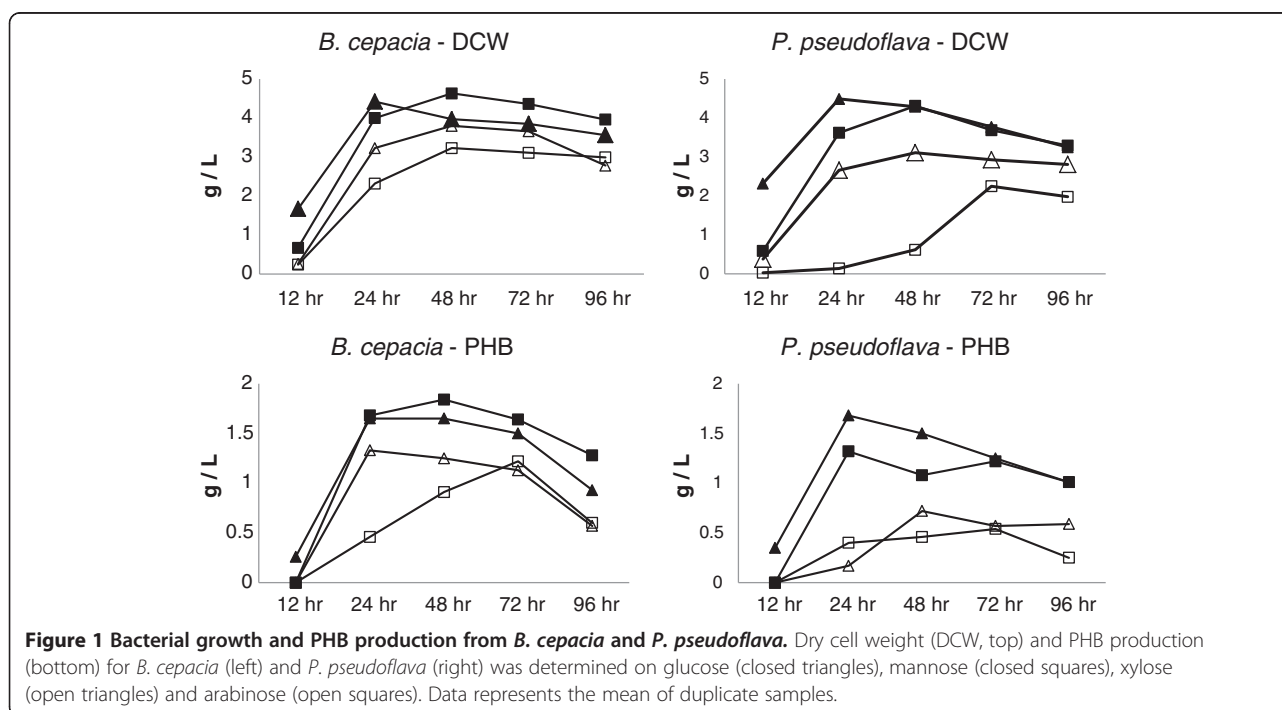 B. cepacia - DCW
P. pseudoflava - DCW
g / L
5
4
3
2
1
0
12 hr 24 hr 48 hr 72 hr 96 hr
g / L
5
4
3
2
1
0
12 hr 24 hr 48 hr 72 hr 96 hr
B. cepacia - PHB
P. pseudoflava - PHB
g / L
2
1.5
1
0.5
0
12 hr 24 hr 48 hr 72 hr 96 hr
g / L
2
1.5
1
0.5
0
12 hr 24 hr 48 hr 72 hr 96 hr
Figure 1 Bacterial growth and PHB production from B. cepacia and P. pseudoflava. Dry cell weight (DCW, top) and PHB production
(bottom) for B. cepacia (left) and P. pseudoflava (right) was determined on glucose (closed triangles), mannose (closed squares), xylose
(open triangles) and arabinose (open squares). Data represents the mean of duplicate samples.